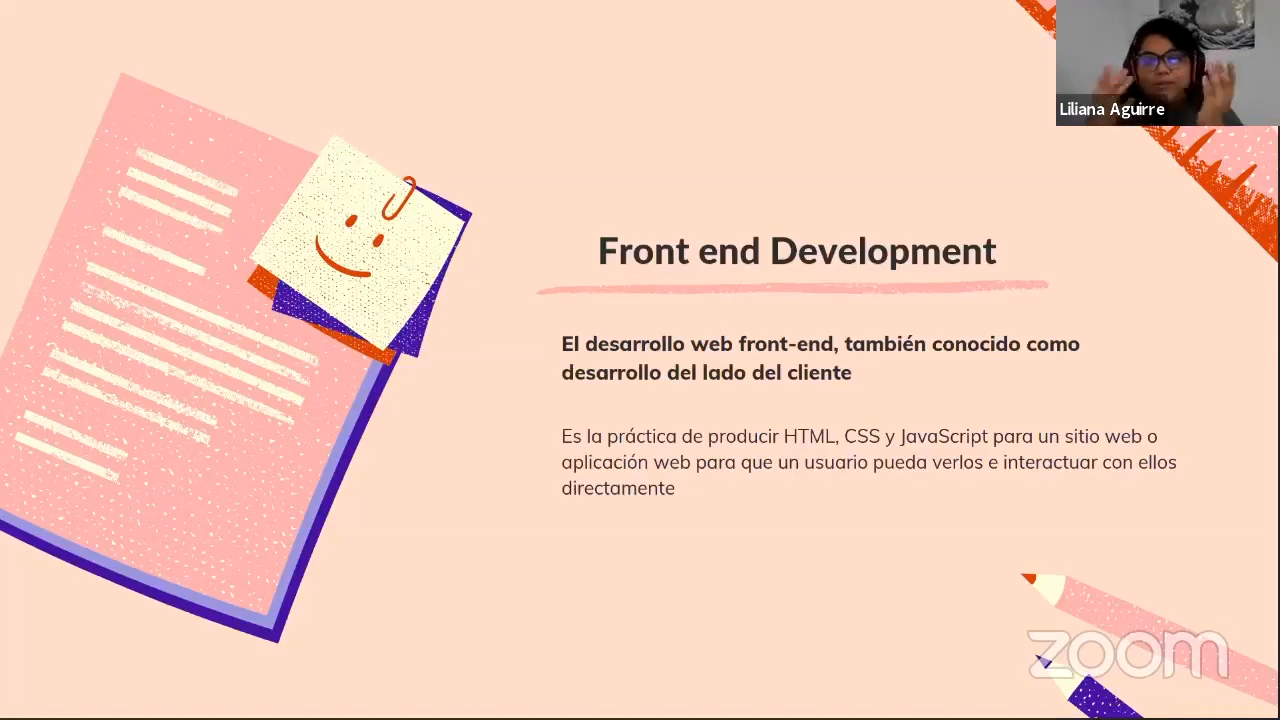 Liliana Aguirre
Front end Development
El desarrollo web front-end, también conocido como
desarrollo del lado del cliente
Es la práctica de producir HTML, CSS y JavaScript para un sitio web o
aplicación web para que un usuario pueda verlos e interactuar con ellos
directamente
zoom